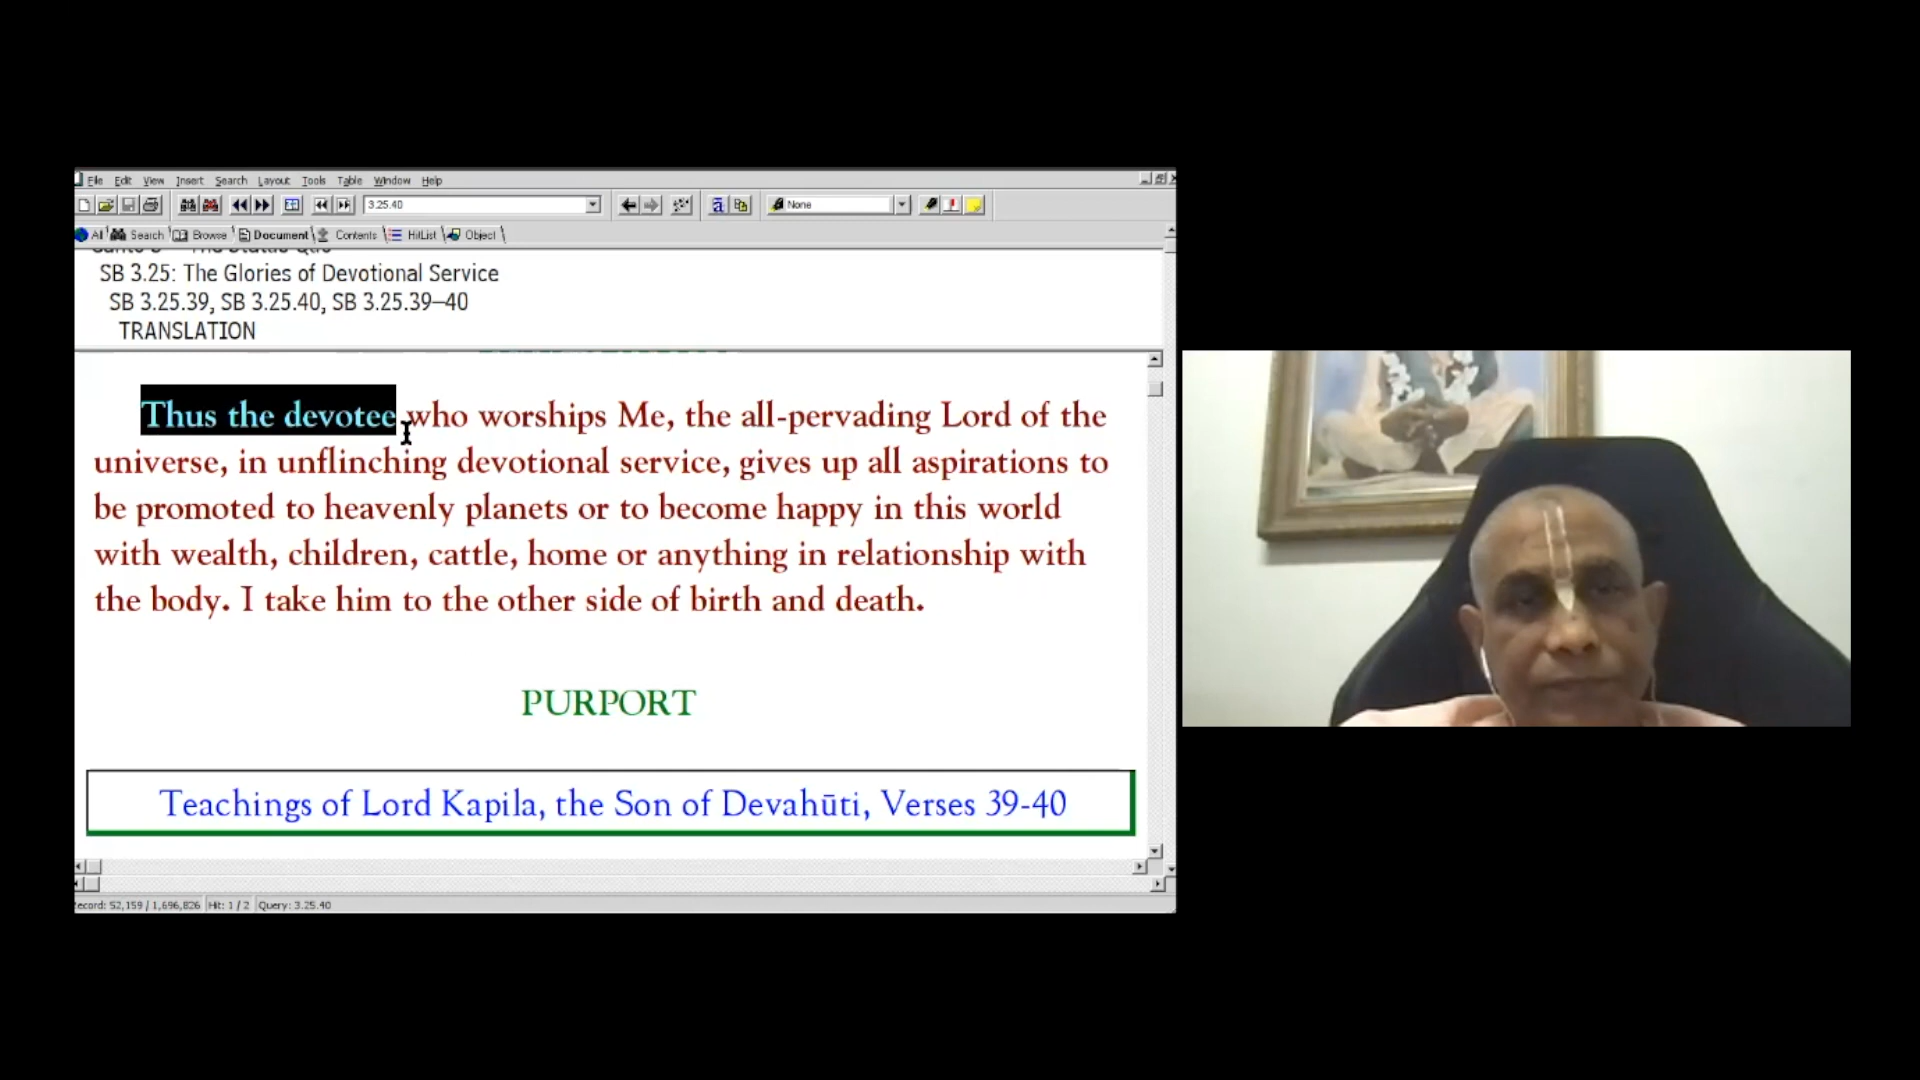 File Edit View Insert Search Layout Tools Table Window Help
3.25.40 None
All Search Browse Document Contents HitList Object
SB 3.25: The Glories of Devotional Service
SB 3.25.39, SB 3.25.40, SB 3.25.39–40
TRANSLATION
Thus the devotee who worships Me, the all-pervading Lord of the
universe, in unflinching devotional service, gives up all aspirations to
be promoted to heavenly planets or to become happy in this world
with wealth, children, cattle, home or anything in relationship with
the body. I take him to the other side of birth and death.
PURPORT
Teachings of Lord Kapila, the Son of Devahūti, Verses 39-40
ecord: 52,159 / 1,696,826 Hit: 1 / 2 Query: 3.25.40